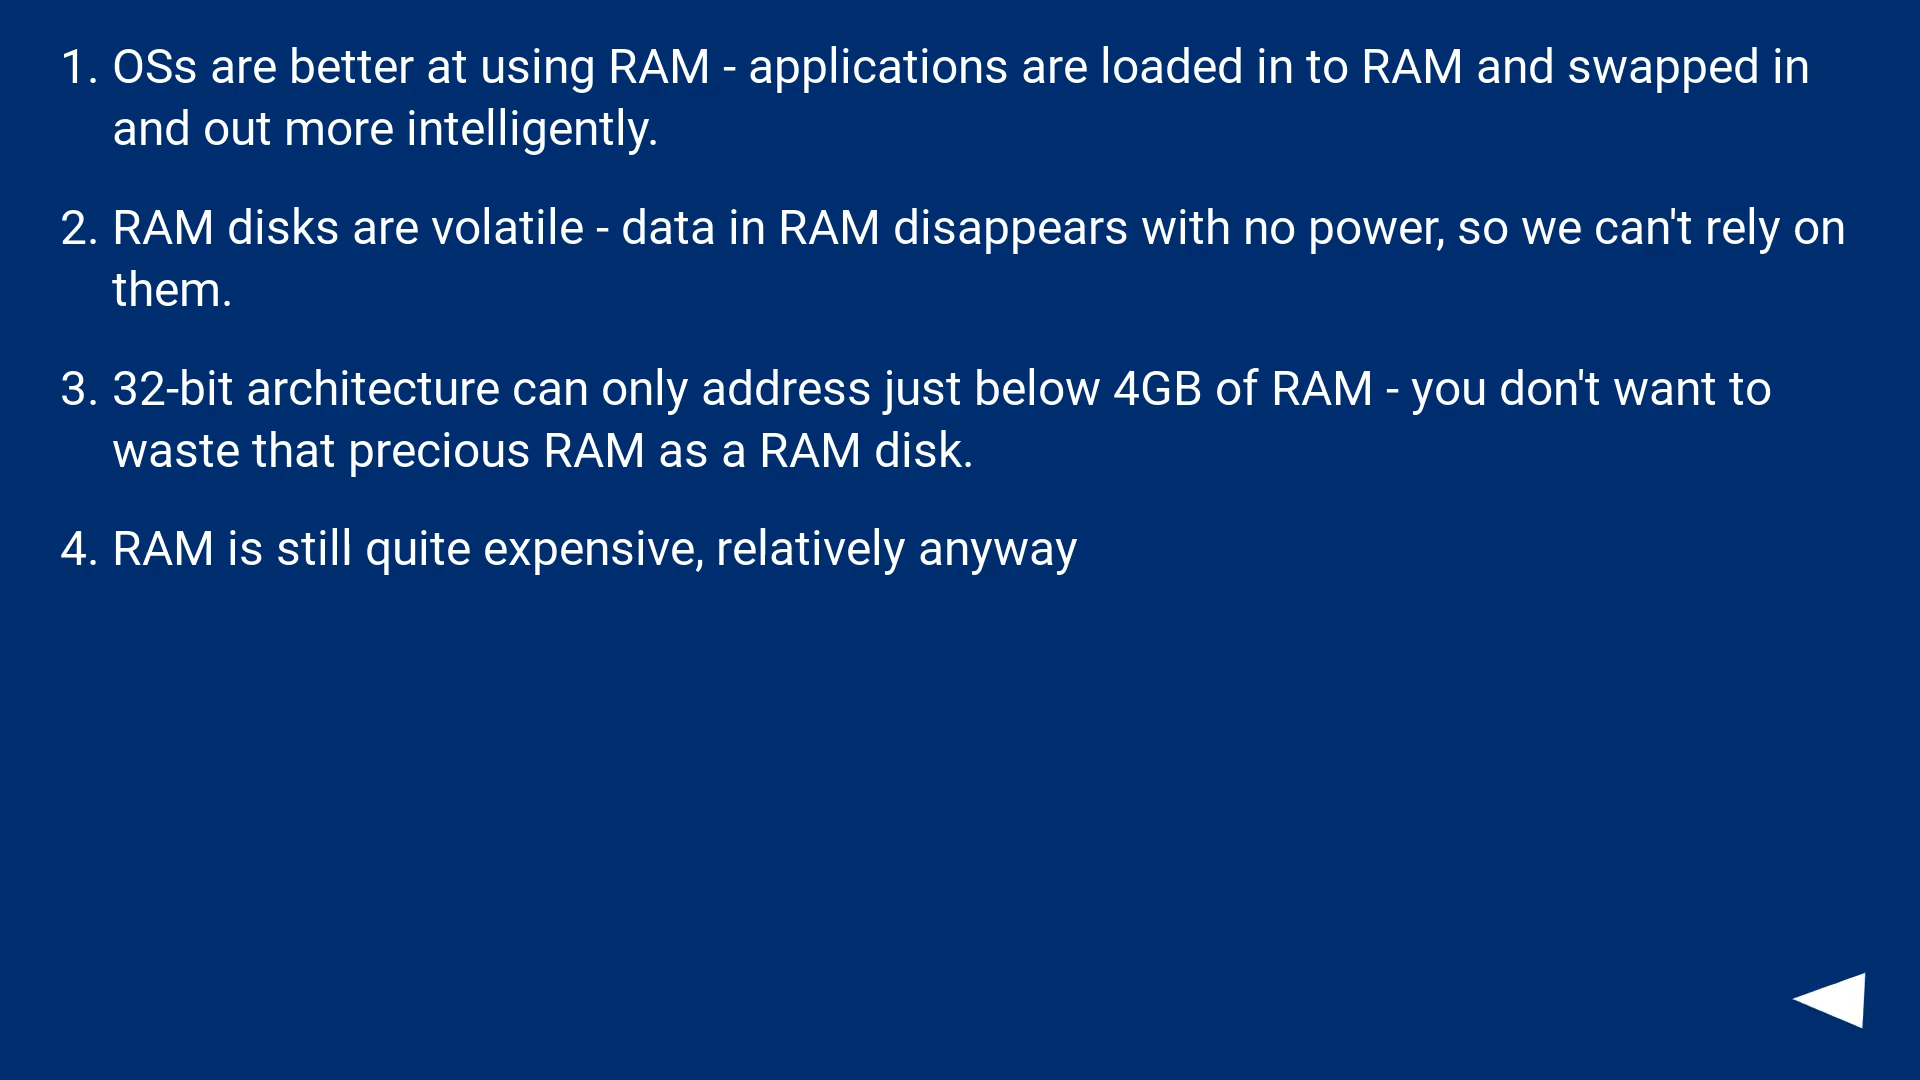 1. OSs are better at using RAM - applications are loaded in to RAM and swapped in
and out more intelligently.
2. RAM disks are volatile - data in RAM disappears with no power, so we can't rely on
them.
3. 32-bit architecture can only address just below 4GB of RAM - you don't want to
waste that precious RAM as a RAM disk.
4. RAM is still quite expensive, relatively anyway